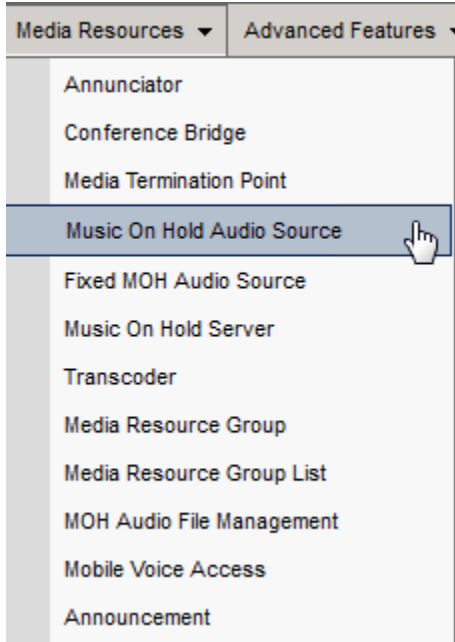 Media Resources Advanced Features
Annunciator
Conference Bridge
Media Termination Point
Music On Hold Audio Source
Fixed MOH Audio Source
Music On Hold Server
Transcoder
Media Resource Group
Media Resource Group List
MOH Audio File Management
Mobile Voice Access
Announcement